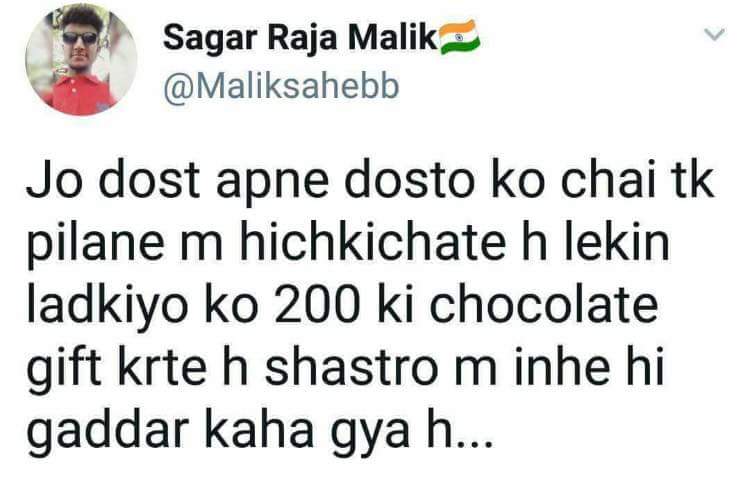 Sagar Raja Malik🇮🇳
@Maliksahebb
Jo dost apne dosto ko chai tk
pilane m hichkichate h lekin
ladkiyo ko 200 ki chocolate
gift krte h shastro m inhe hi
gaddar kaha gya h...